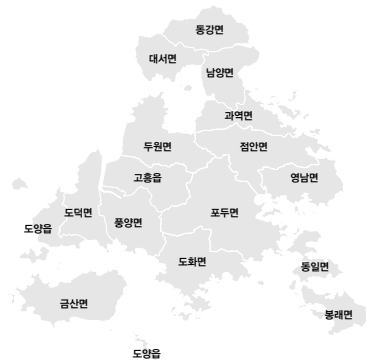 동강면
대서면
남양면
과역면
두원면
점안면
고흥읍
영남면
도덕면
포두면
풍양면
도양읍
도화면
동일면
금산면
봉래면
도양읍